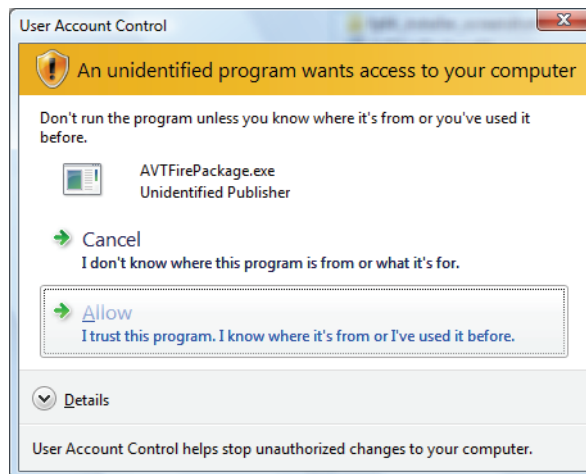 User Account Control
An unidentified program wants access to your computer
Don't run the program unless you know where it's from or you've used it
before.
AVTFirePackage.exe
Unidentified Publisher
Cancel
I don't know where this program is from or what it's for.
Allow
I trust this program. I know where it's from or I've used it before.
Details
User Account Control helps stop unauthorized changes to your computer.